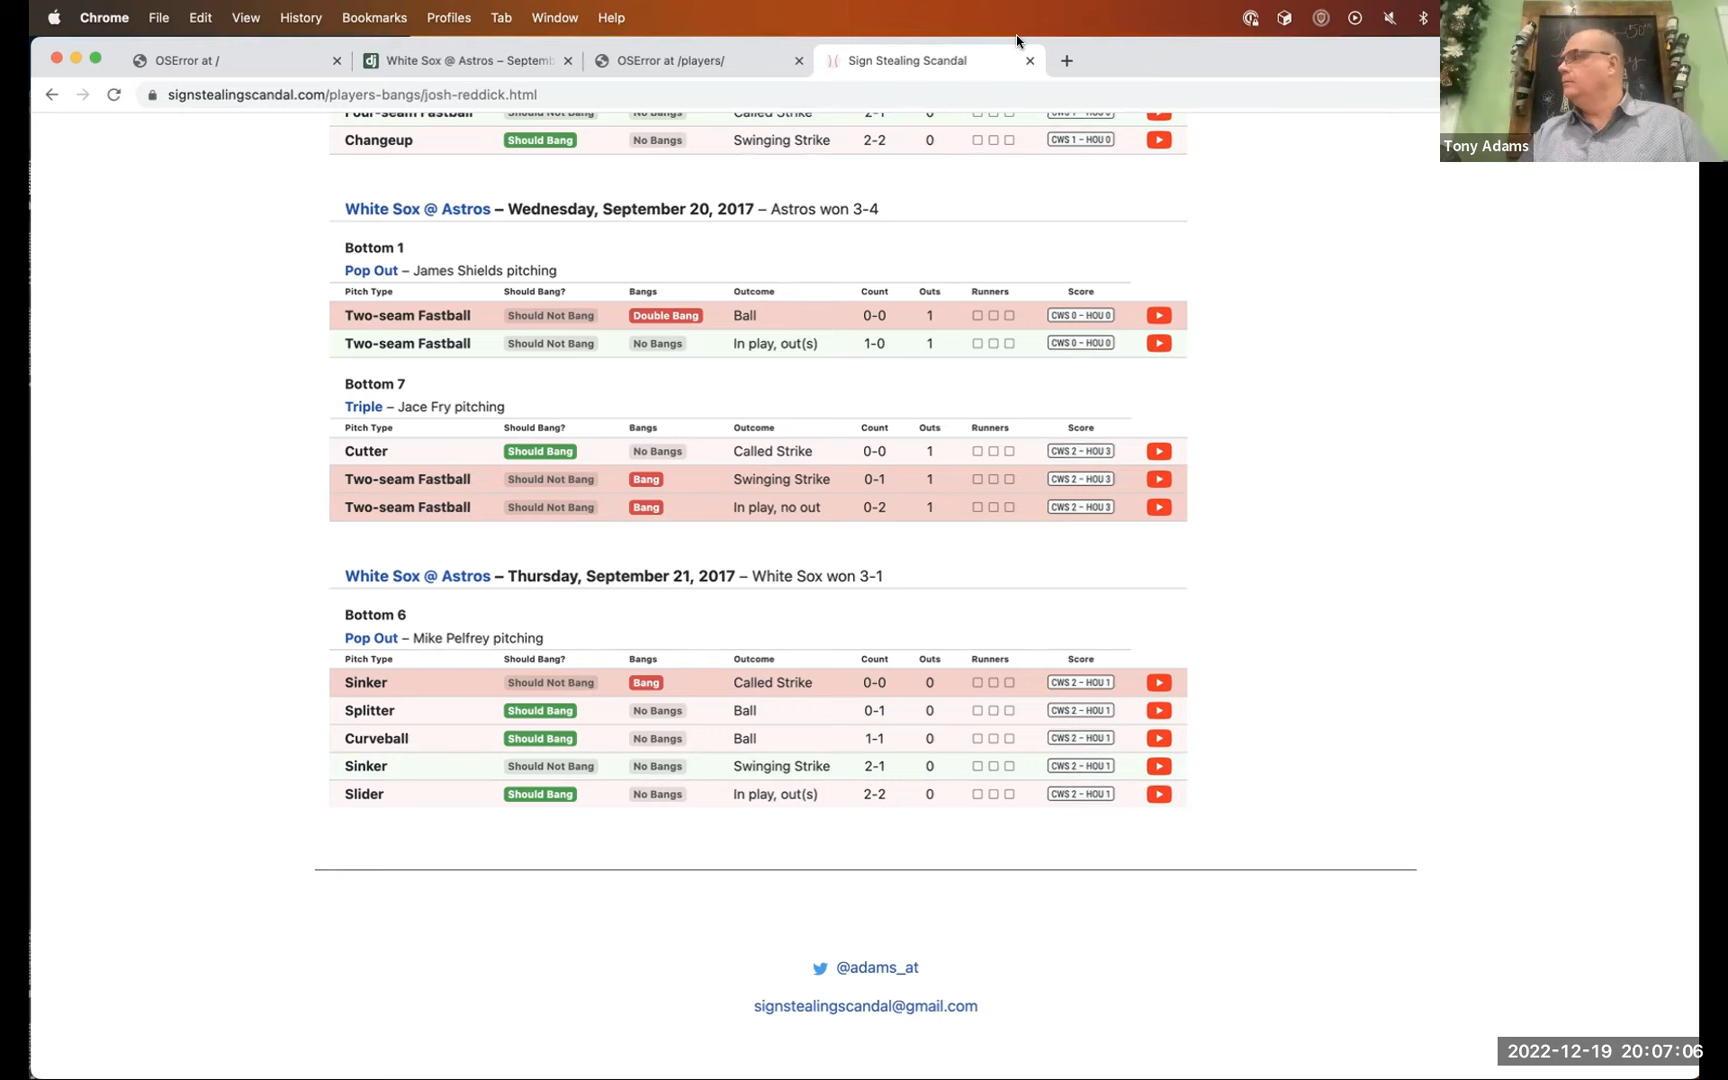 Chrome File Edit View History Bookmarks Profiles Tab Window Help
OSError at / White Sox @ Astros – Septem OSError at /players/ Sign Stealing Scandal
signstealingscandal.com/players-bangs/josh-reddick.html
Tony Adams
Four-seam Fastball Should Not Bang No Bangs Called Strike 2-1 0
Changeup Should Bang No Bangs Swinging Strike 2-2 0 CWS 1 – HOU 0
White Sox @ Astros – Wednesday, September 20, 2017 – Astros won 3-4
Bottom 1
Pop Out – James Shields pitching
Pitch Type Should Bang? Bangs Outcome Count Outs Runners Score
Two-seam Fastball Should Not Bang Double Bang Ball 0-0 1 CWS 0 – HOU 0
Two-seam Fastball Should Not Bang No Bangs In play, out(s) 1-0 1 CWS 0 – HOU 0
Bottom 7
Triple – Jace Fry pitching
Pitch Type Should Bang? Bangs Outcome Count Outs Runners Score
Cutter Should Bang No Bangs Called Strike 0-0 1 CWS 2 – HOU 3
Two-seam Fastball Should Not Bang Bang Swinging Strike 0-1 1 CWS 2 – HOU 3
Two-seam Fastball Should Not Bang Bang In play, no out 0-2 1 CWS 2 – HOU 3
White Sox @ Astros – Thursday, September 21, 2017 – White Sox won 3-1
Bottom 6
Pop Out – Mike Pelfrey pitching
Pitch Type Should Bang? Bangs Outcome Count Outs Runners Score
Sinker Should Not Bang Bang Called Strike 0-0 0 CWS 2 – HOU 1
Splitter Should Bang No Bangs Ball 0-1 0 CWS 2 – HOU 1
Curveball Should Bang No Bangs Ball 1-1 0 CWS 2 – HOU 1
Sinker Should Not Bang No Bangs Swinging Strike 2-1 0 CWS 2 – HOU 1
Slider Should Bang No Bangs In play, out(s) 2-2 0 CWS 2 – HOU 1
@adams_at
signstealingscandal@gmail.com
2022-12-19 20:07:06